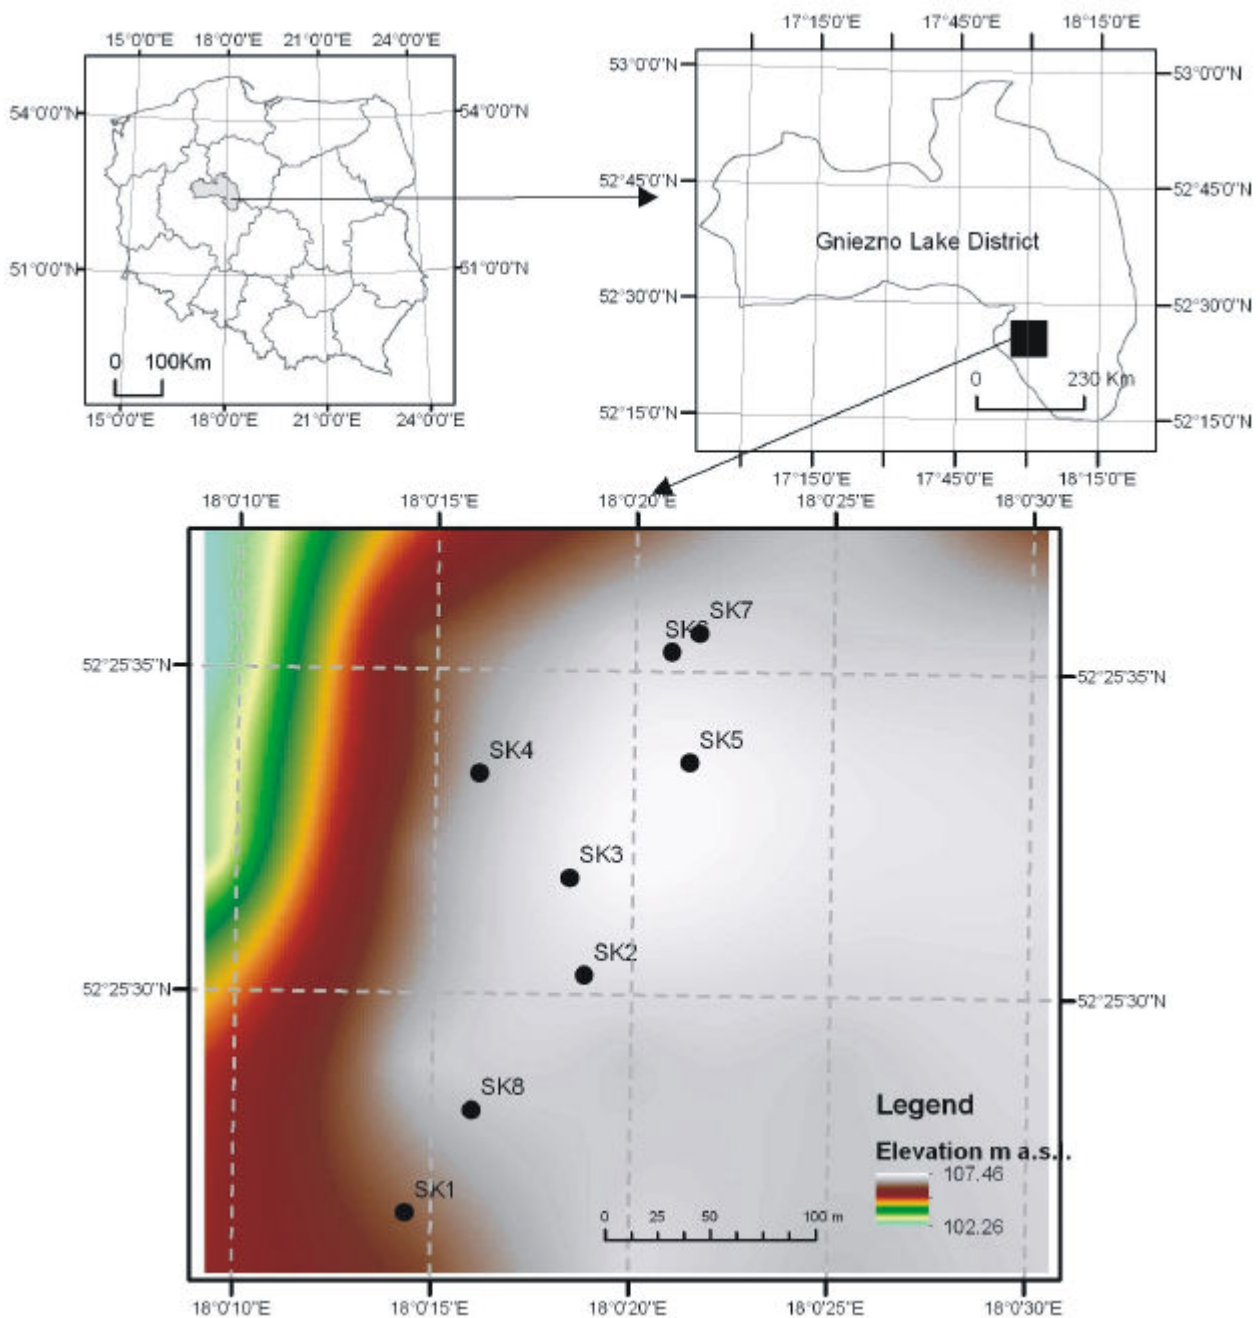 15°0'0"E 18°0'0"E 21°0'0"E 24°0'0"E
54°0'0"N 54°0'0"N
51°0'0"N 51°0'0"N
0 100Km
15°0'0"E 18°0'0"E 21°0'0"E 24°0'0"E
17°15'0"E 17°45'0"E 18°15'0"E
53°0'0"N 53°0'0"N
52°45'0"N 52°45'0"N
Gniezno Lake District
52°30'0"N 52°30'0"N
0 230 Km
52°15'0"N 52°15'0"N
17°15'0"E 17°45'0"E 18°15'0"E
18°0'10"E 18°0'15"E 18°0'20"E 18°0'25"E 18°0'30"E
SK7
SK6
52°25'35"N 52°25'35"N
SK5
SK4
SK3
SK2
52°25'30"N 52°25'30"N
SK8
SK1
Legend
Elevation m a.s.l.
107.46
102.26
0 25 50 100 m
18°0'10"E 18°0'15"E 18°0'20"E 18°0'25"E 18°0'30"E